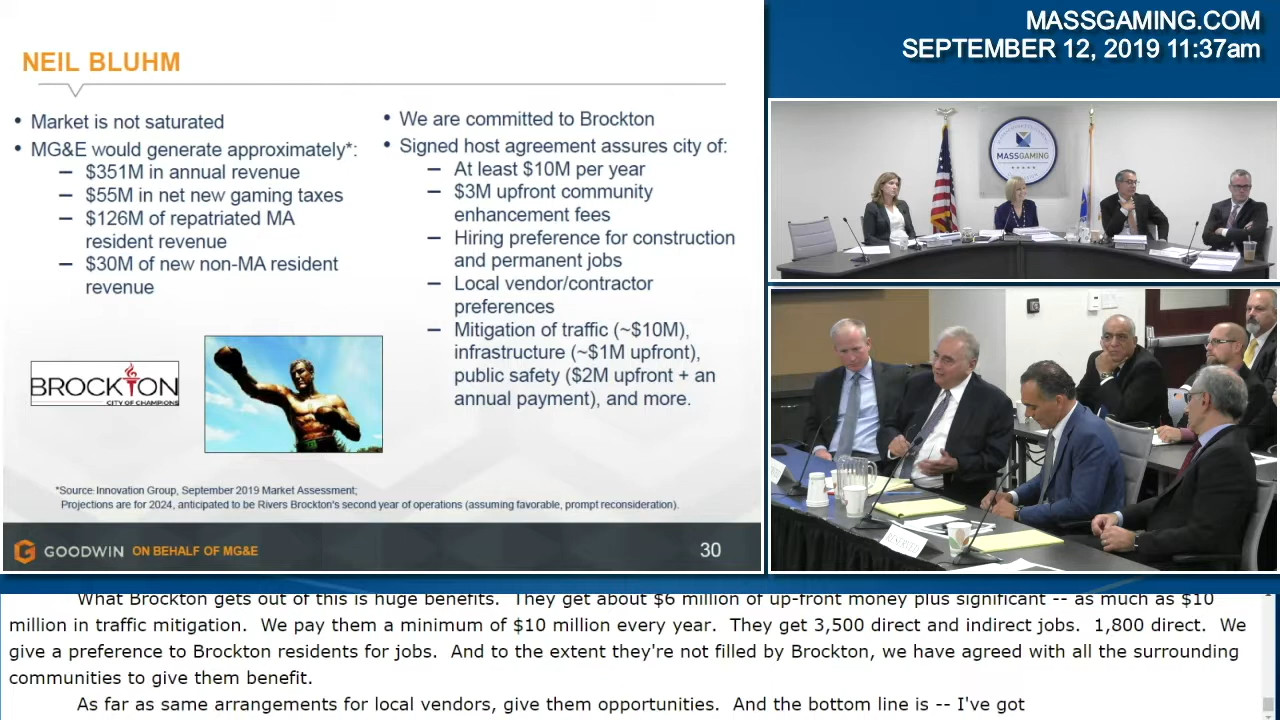 MASSGAMING.COM
SEPTEMBER 12, 2019 11:37am
NEIL BLUHM
• Market is not saturated
• MG&E would generate approximately*:
– $351M in annual revenue
– $55M in net new gaming taxes
– $126M of repatriated MA
resident revenue
– $30M of new non-MA resident
revenue
• We are committed to Brockton
• Signed host agreement assures city of:
– At least $10M per year
– $3M upfront community
enhancement fees
– Hiring preference for construction
and permanent jobs
– Local vendor/contractor
preferences
– Mitigation of traffic (~$10M),
infrastructure (~$1M upfront),
public safety ($2M upfront + an
annual payment), and more.
BROCKTON
CITY OF CHAMPIONS
*Source: Innovation Group, September 2019 Market Assessment;
Projections are for 2024, anticipated to be Rivers Brockton's second year of operations (assuming favorable, prompt reconsideration).
GOODWIN ON BEHALF OF MG&E
30
MASSGAMING
RESERVED
What Brockton gets out of this is huge benefits. They get about $6 million of up-front money plus significant -- as much as $10
million in traffic mitigation. We pay them a minimum of $10 million every year. They get 3,500 direct and indirect jobs. 1,800 direct. We
give a preference to Brockton residents for jobs. And to the extent they're not filled by Brockton, we have agreed with all the surrounding
communities to give them benefit.
As far as same arrangements for local vendors, give them opportunities. And the bottom line is -- I've got